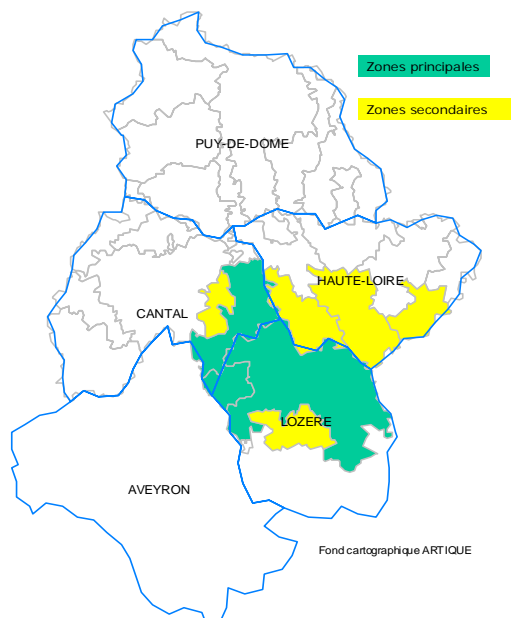 Zones principales
Zones secondaires
PUY-DE-DOME
HAUTE-LOIRE
CANTAL
LOZERE
AVEYRON
Fond cartographique ARTIQUE